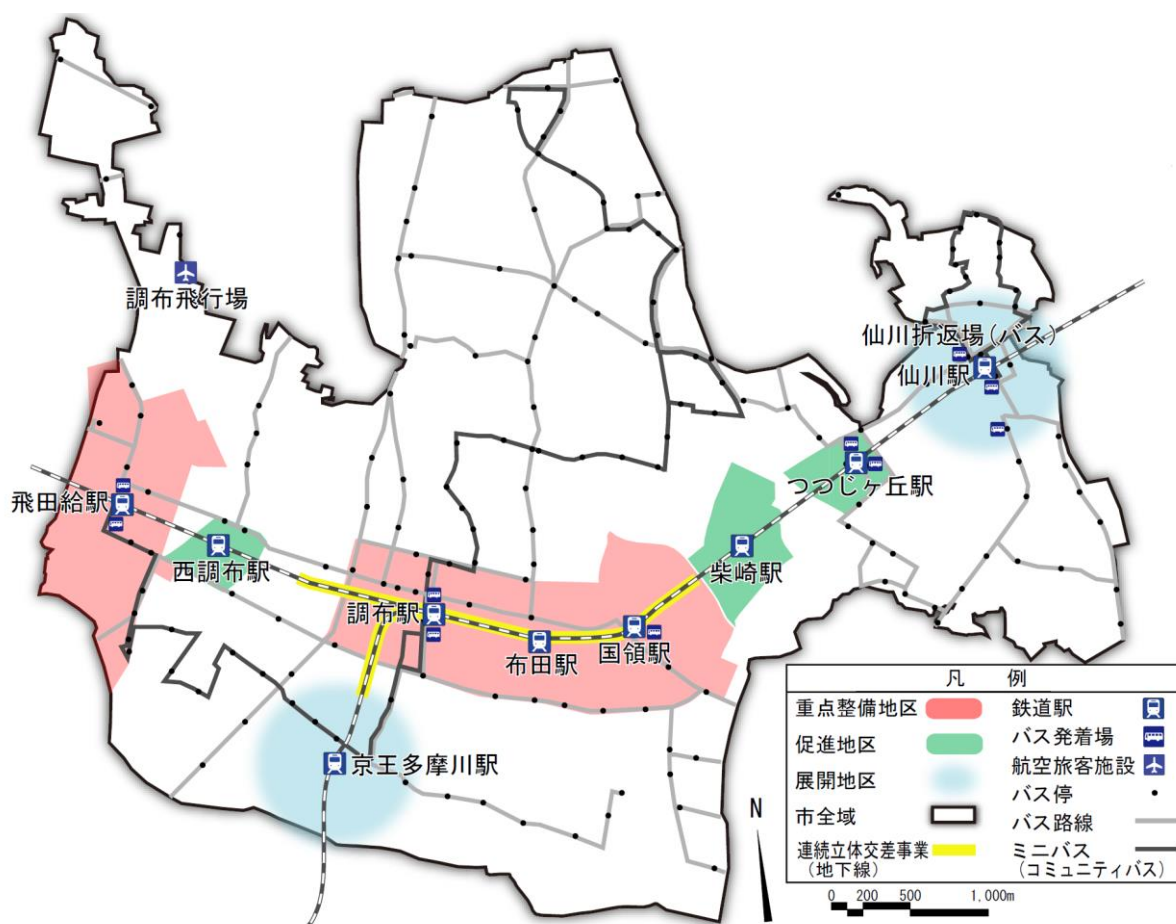 調布飛行場
仙川折返場(バス)
仙川駅
つつじヶ丘駅
飛田給駅
西調布駅
柴崎駅
調布駅
布田駅
国領駅
京王多摩川駅
N
凡 例
重点整備地区
促進地区
展開地区
市全域
連続立体交差事業
(地下線)
鉄道駅
バス発着場
航空旅客施設
バス停
バス路線
ミニバス
(コミュニティバス)
0 200 500 1,000m